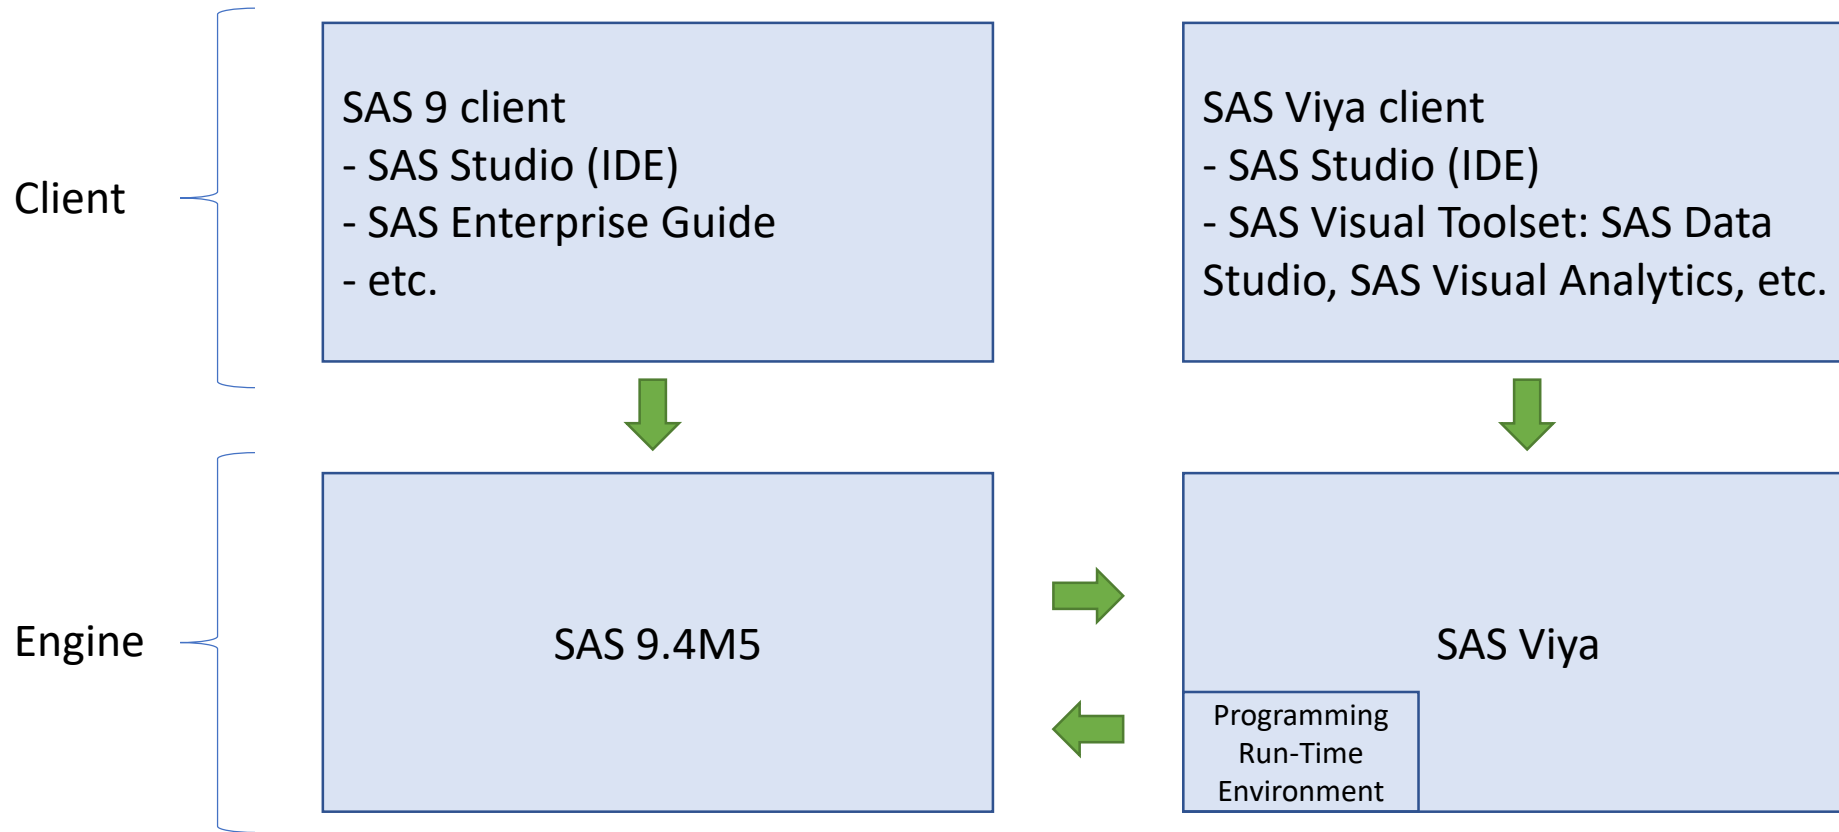 Client
SAS 9 client
- SAS Studio (IDE)
- SAS Enterprise Guide
- etc.
SAS Viya client
- SAS Studio (IDE)
- SAS Visual Toolset: SAS Data
Studio, SAS Visual Analytics, etc.
Engine
SAS 9.4M5
SAS Viya
Programming
Run-Time
Environment